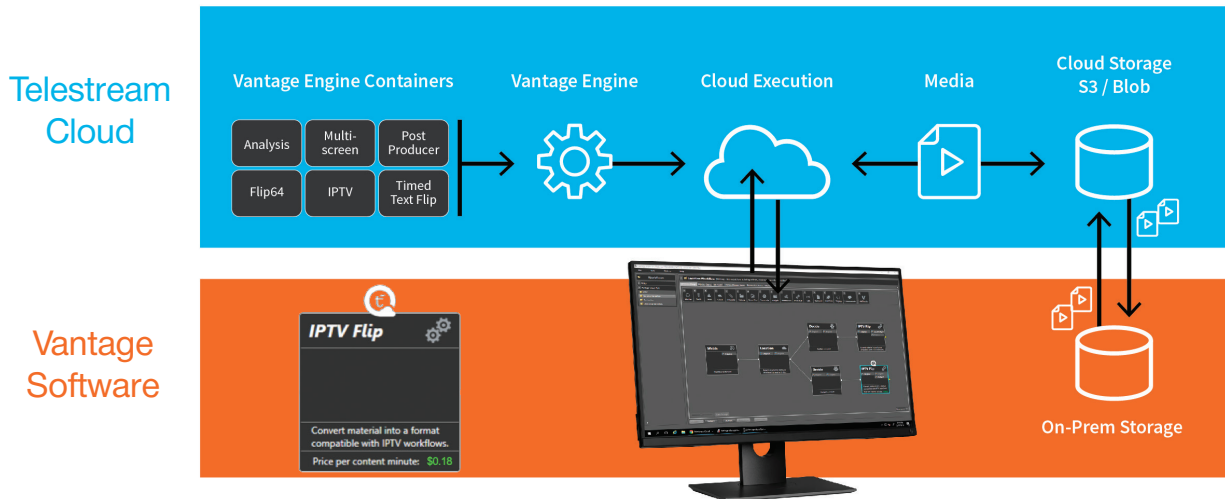 Telestream
Cloud
Vantage Engine Containers
Analysis
Multi-
screen
Post
Producer
Flip64
IPTV
Timed
Text Flip
Vantage Engine
Cloud Execution
Media
Cloud Storage
S3 / Blob
Vantage
Software
IPTV Flip
Convert material into a format
compatible with IPTV workflows.
Price per content minute: $0.18
On-Prem Storage